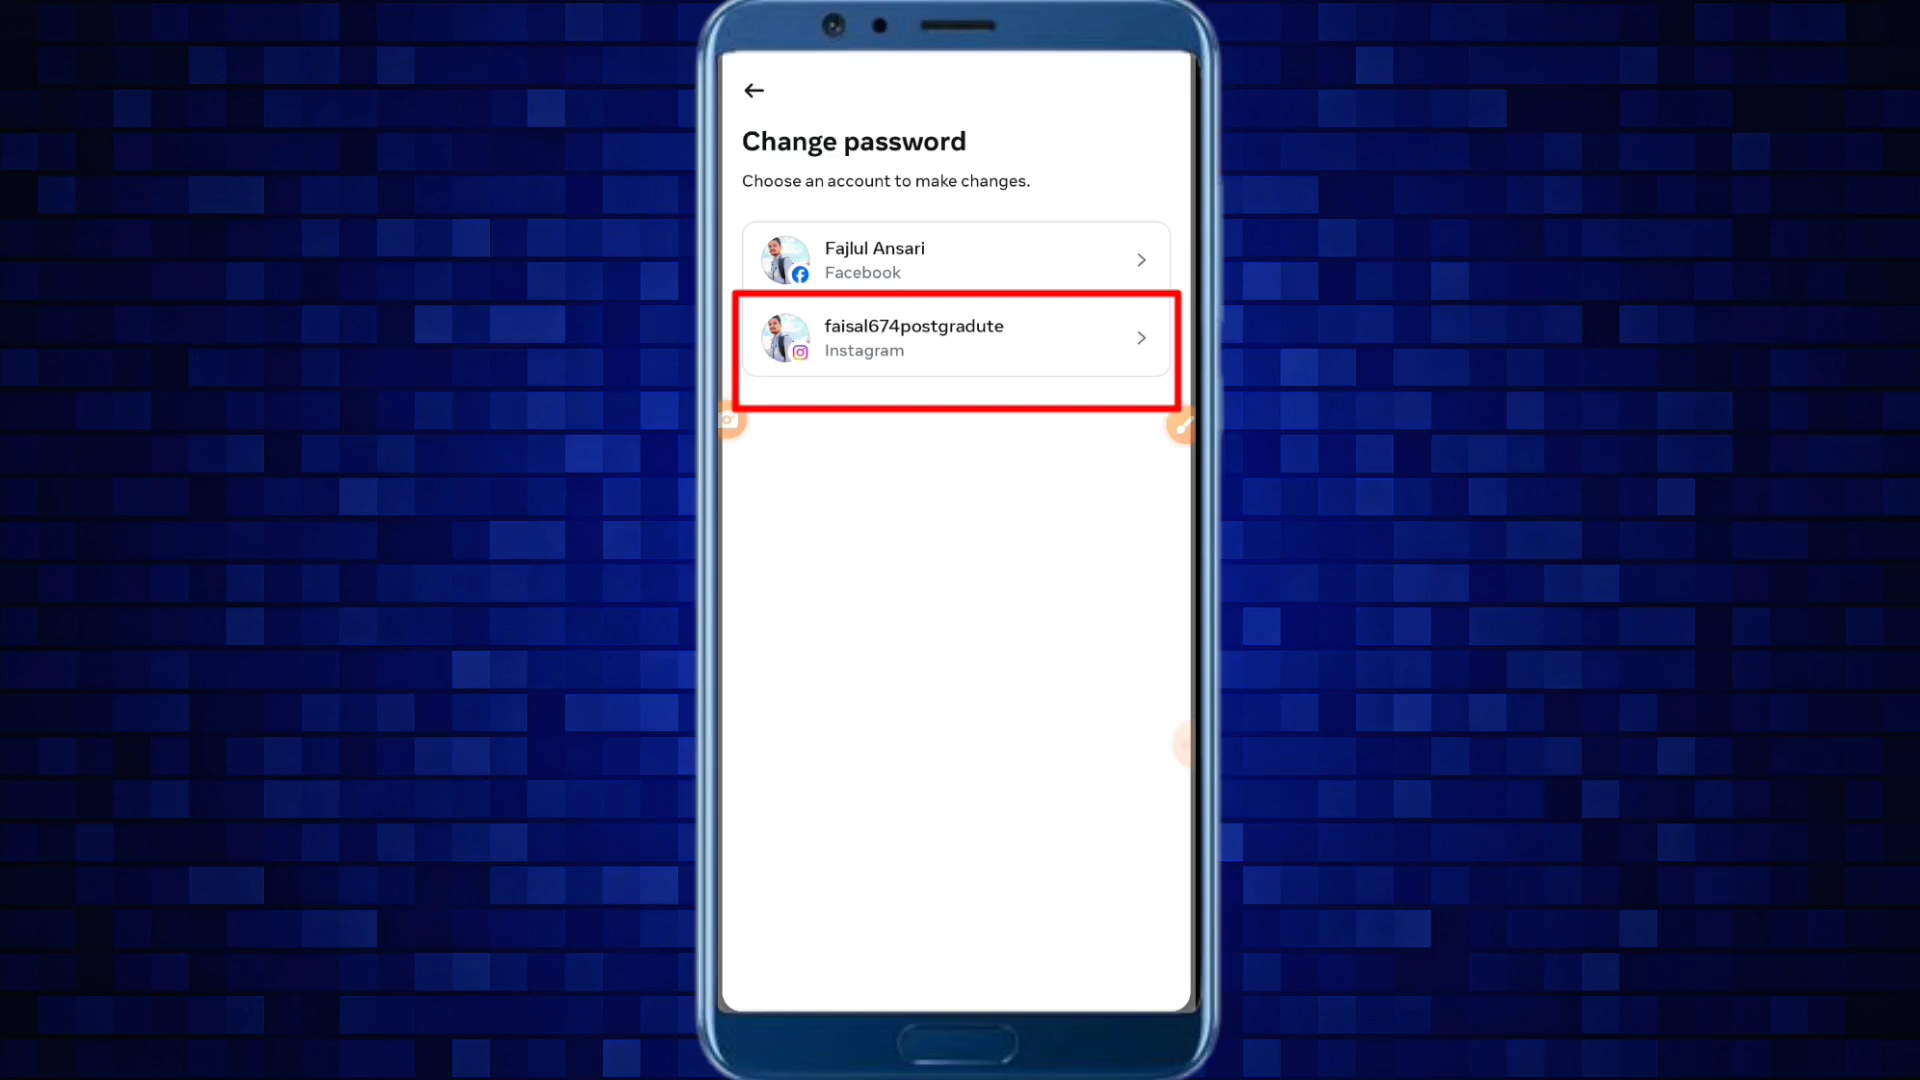 Change password
Choose an account to make changes.
Fajlul Ansari
Facebook
faisal674postgradute
Instagram